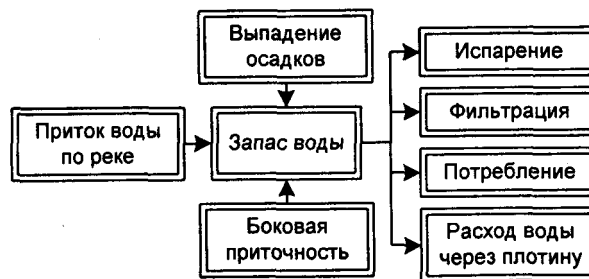 Выпадение
осадков
Приток воды
по реке
Запас воды
Боковая
приточность
Испарение
Фильтрация
Потребление
Расход воды
через плотину